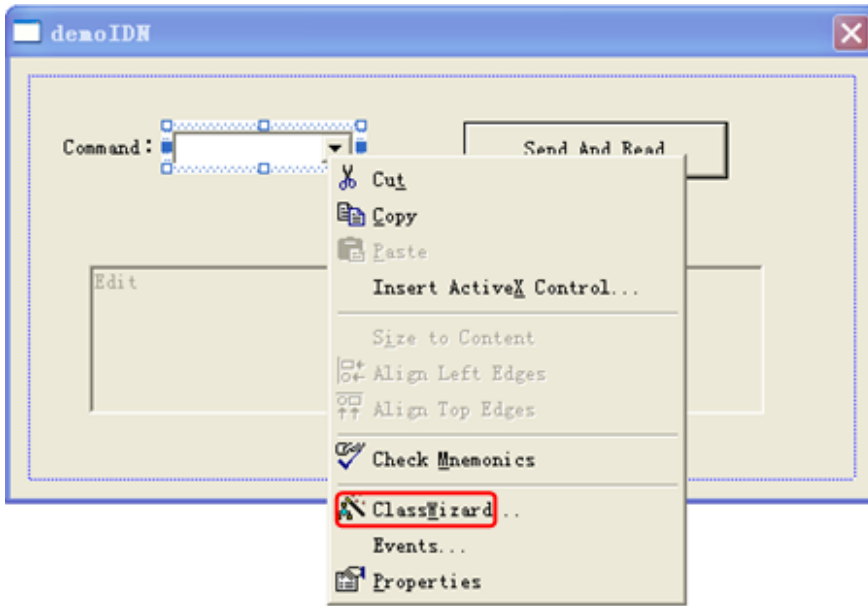 demoIDN
Command:
Send And Read
Edit
Cut
Copy
Paste
Insert ActiveX Control...
Size to Content
Align Left Edges
Align Top Edges
Check Mnemonics
ClassWizard...
Events...
Properties